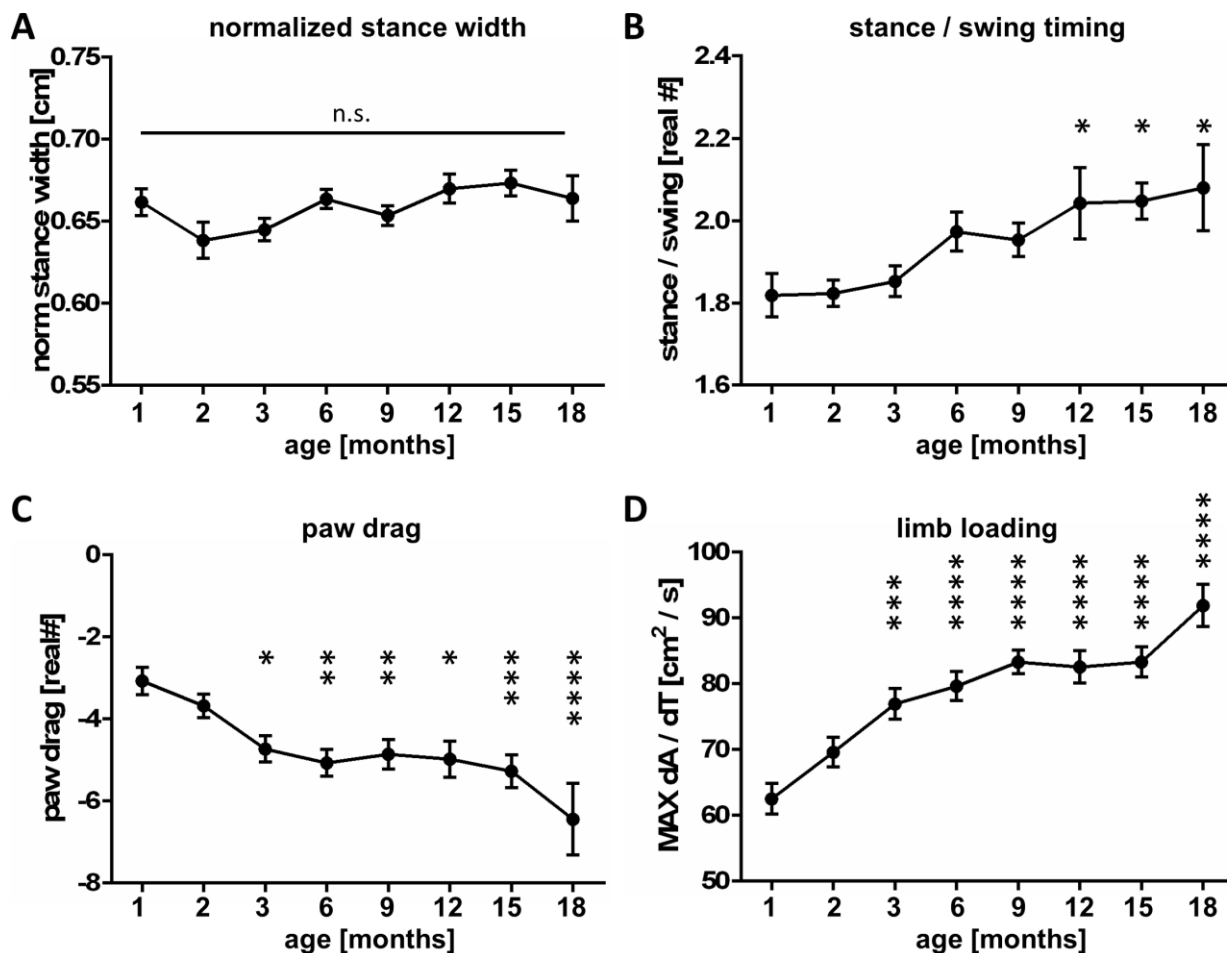 A
normalized stance width
norm stance width [cm]
0.75
0.70
0.65
0.60
0.55
n.s.
1 2 3 6 9 12 15 18
age [months]
B
stance / swing timing
stance / swing [real #]
2.4
2.2
2.0
1.8
1.6
* * *
1 2 3 6 9 12 15 18
age [months]
C
paw drag
paw drag [real#]
0
-2
-4
-6
-8
* ** ** * *** ****
1 2 3 6 9 12 15 18
age [months]
D
limb loading
MAX dA / dT [cm² / s]
100
90
80
70
60
50
*** **** **** **** **** ****
1 2 3 6 9 12 15 18
age [months]